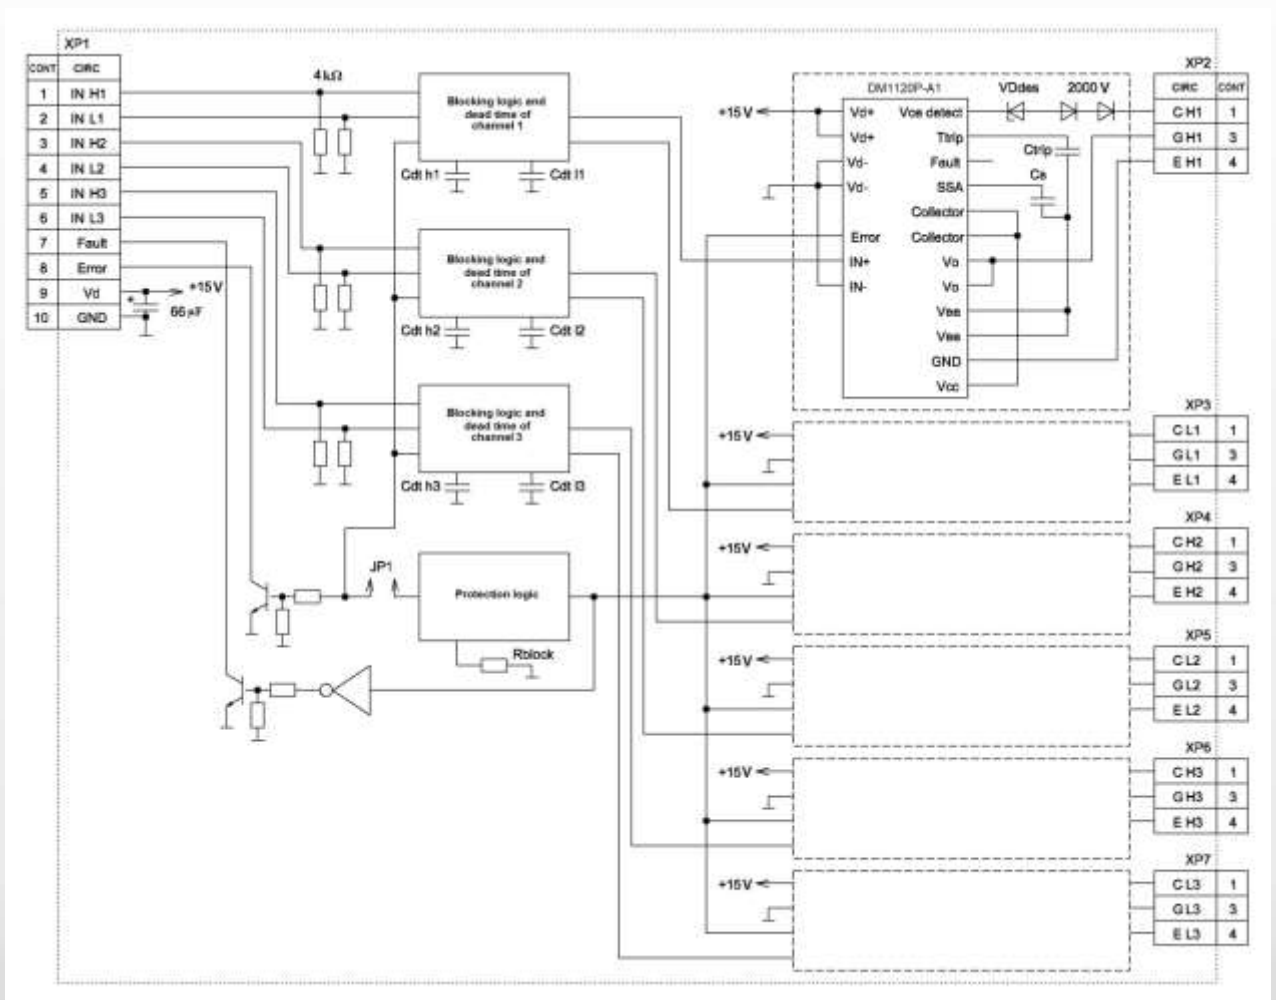 XP1
CONT CIRC
1 IN H1
2 IN L1
3 IN H2
4 IN L2
5 IN H3
6 IN L3
7 Fault
8 Error
9 Vd
10 GND
+15V
+
66 μF
4kΩ
Blocking logic and
dead time of
channel 1
Cdt h1
Cdt l1
Blocking logic and
dead time of
channel 2
Cdt h2
Cdt l2
Blocking logic and
dead time of
channel 3
Cdt h3
Cdt l3
JP1
Protection logic
Rblock
DM1120P-A1
VDdes
2000 V
+15V
Vd+
Vd+
Vd-
Vd-
Error
IN+
IN-
Vce detect
Ttrip
Fault
SSA
Collector
Collector
Vo
Vo
Vee
Vee
GND
Vcc
Ctrip
Cs
XP2
CIRC CONT
C H1 1
G H1 3
E H1 4
XP3
+15V
C L1 1
G L1 3
E L1 4
XP4
+15V
C H2 1
G H2 3
E H2 4
XP5
+15V
C L2 1
G L2 3
E L2 4
XP6
+15V
C H3 1
G H3 3
E H3 4
XP7
+15V
C L3 1
G L3 3
E L3 4